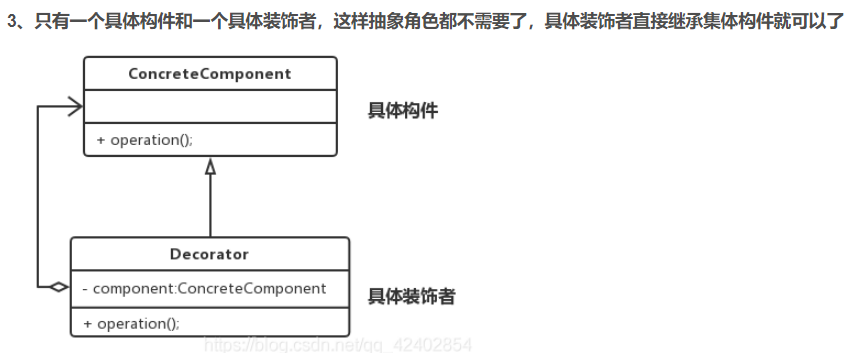 3、只有一个具体构件和一个具体装饰者，这样抽象角色都不需要了，具体装饰者直接继承集体构件就可以了
ConcreteComponent
具体构件
+ operation();
Decorator
- component:ConcreteComponent
具体装饰者
+ operation();
https://blog.csdn.net/qq_42402854